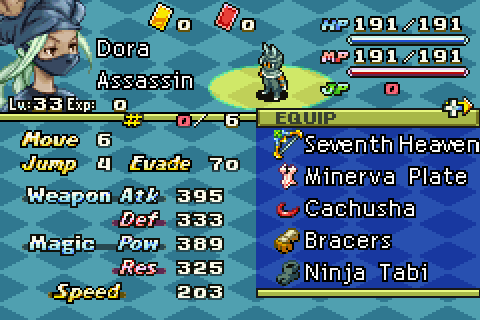 0 0
HP 191/191
Dora
MP 191/191
Assassin
JP 0
Lv.33 Exp: 0
# 0/ 6
EQUIP
Move 6
Jump 4 Evade 70
Weapon Atk 395
Def 333
Magic Pow 389
Res 325
Speed 203
Seventh Heaven
Minerva Plate
Cachusha
Bracers
Ninja Tabi